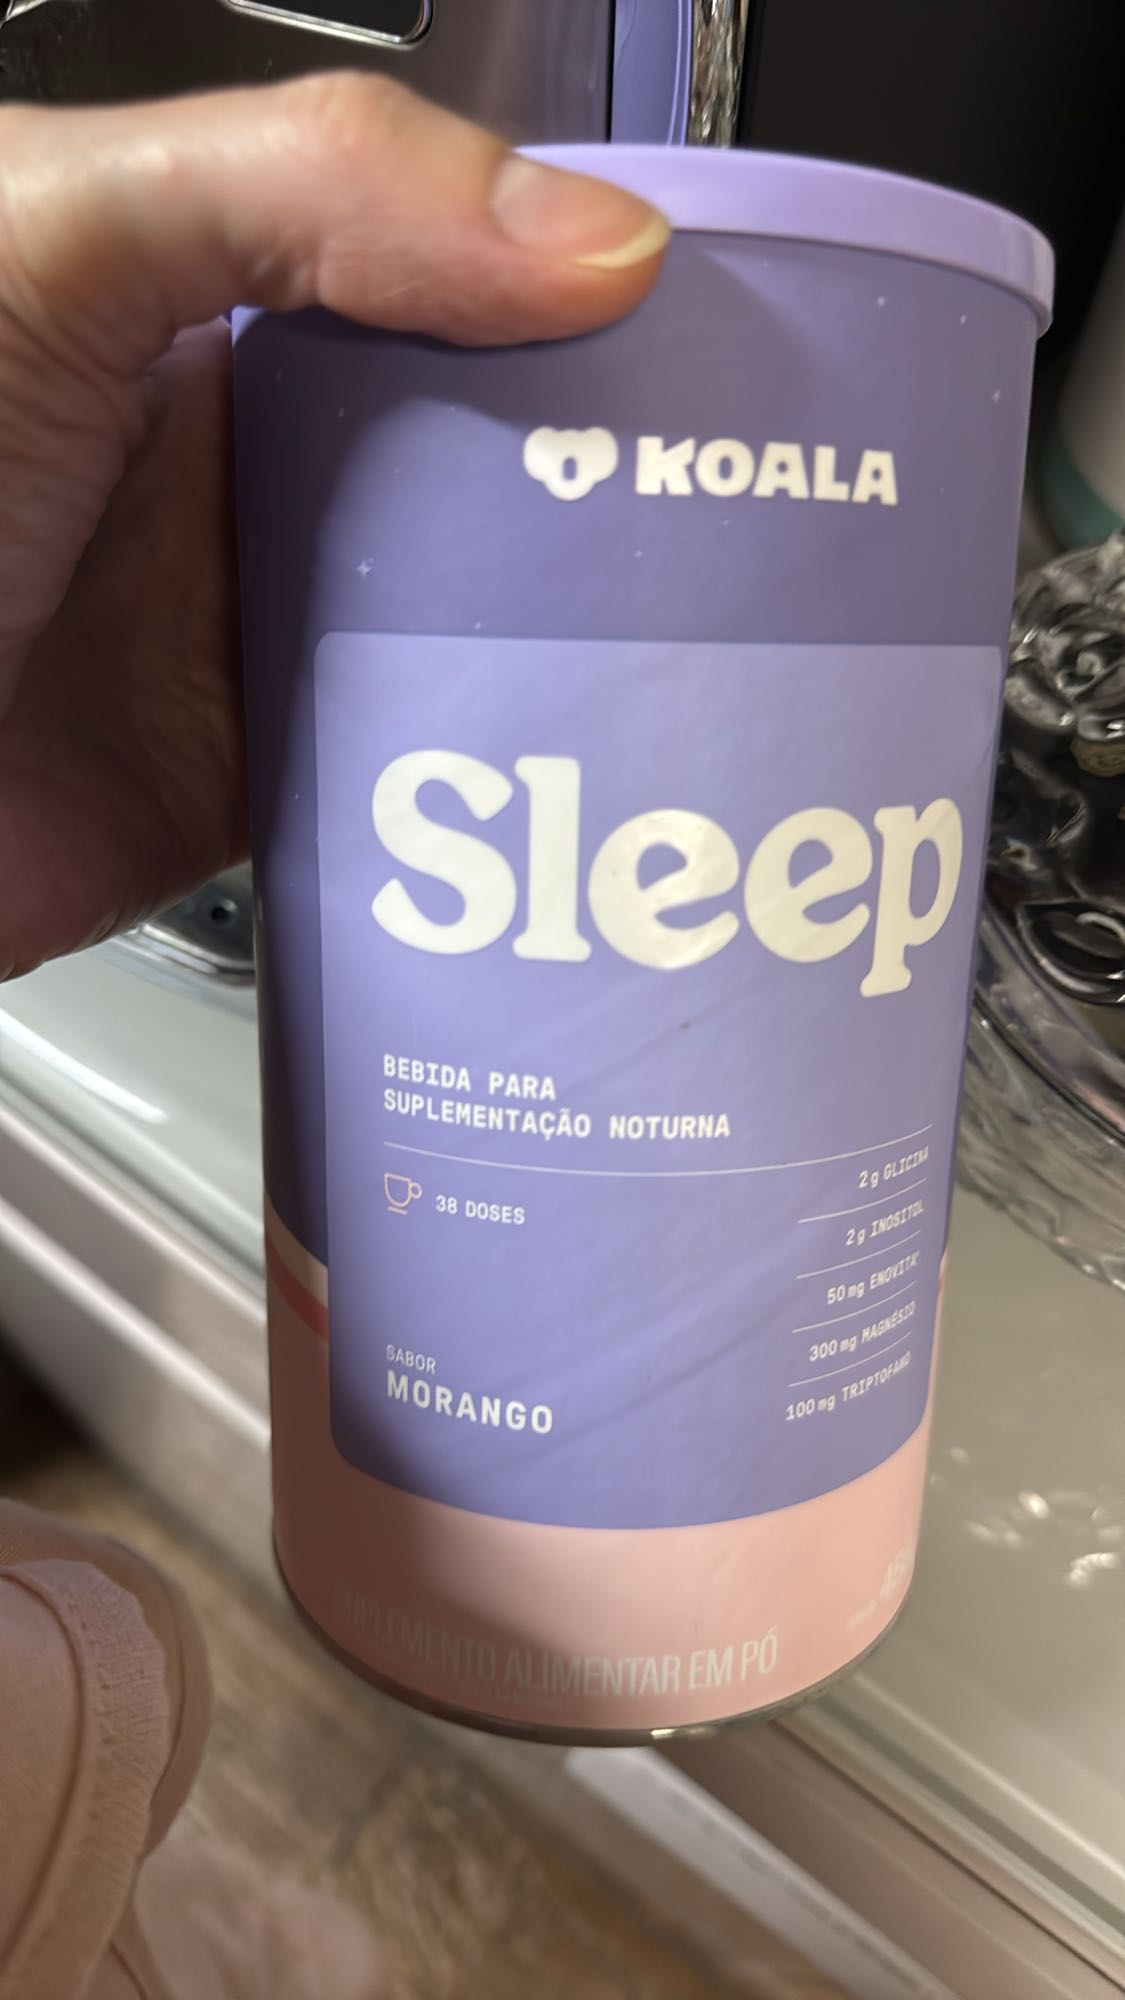 KOALA
Sleep
BEBIDA PARA
SUPLEMENTAÇÃO NOTURNA
38 DOSES
2g GLICINA
2g INOSITOL
50mg ENOVITA
300mg MAGNÉSIO
100mg TRIPTOFANO
SABOR
MORANGO
SUPLEMENTO ALIMENTAR EM PÓ